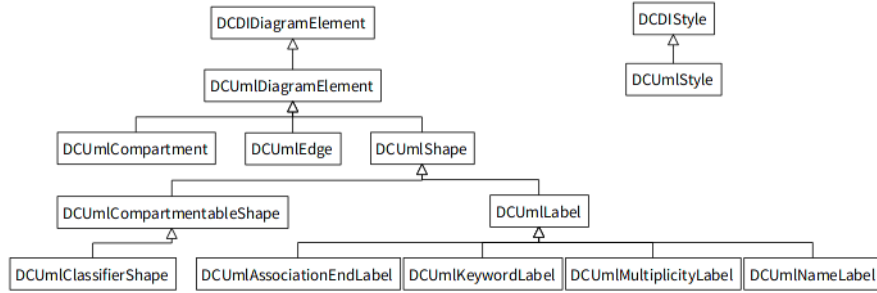 DCDIDiagramElement
DCDIStyle
DCUmlDiagramElement
DCUmlStyle
DCUmlCompartment
DCUmlEdge
DCUmlShape
DCUmlCompartmentableShape
DCUmlLabel
DCUmlClassifierShape
DCUmlAssociationEndLabel
DCUmlKeywordLabel
DCUmlMultiplicityLabel
DCUmlNameLabel